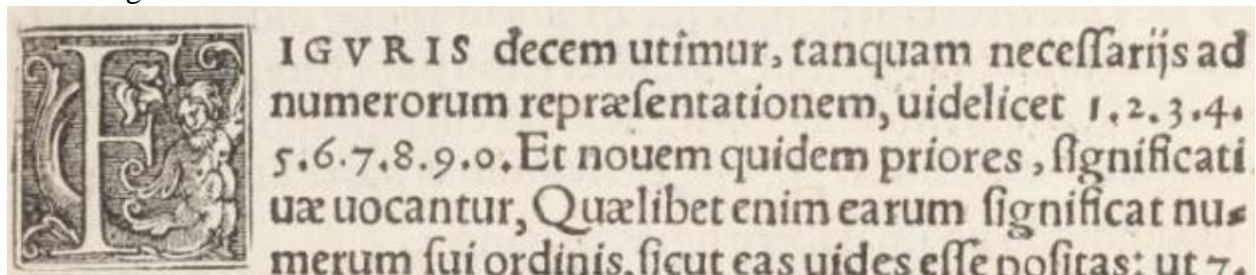 FIGVRIS decem utimur, tanquam neceſſarijs ad
numerorum repræſentationem, uidelicet 1.2.3.4.
5.6.7.8.9.0. Et nouem quidem priores, ſignificati
uæ uocantur, Quælibet enim earum ſignificat nu⸗
merum ſui ordinis, ſicut eas uides eſſe poſitas: ut 7.